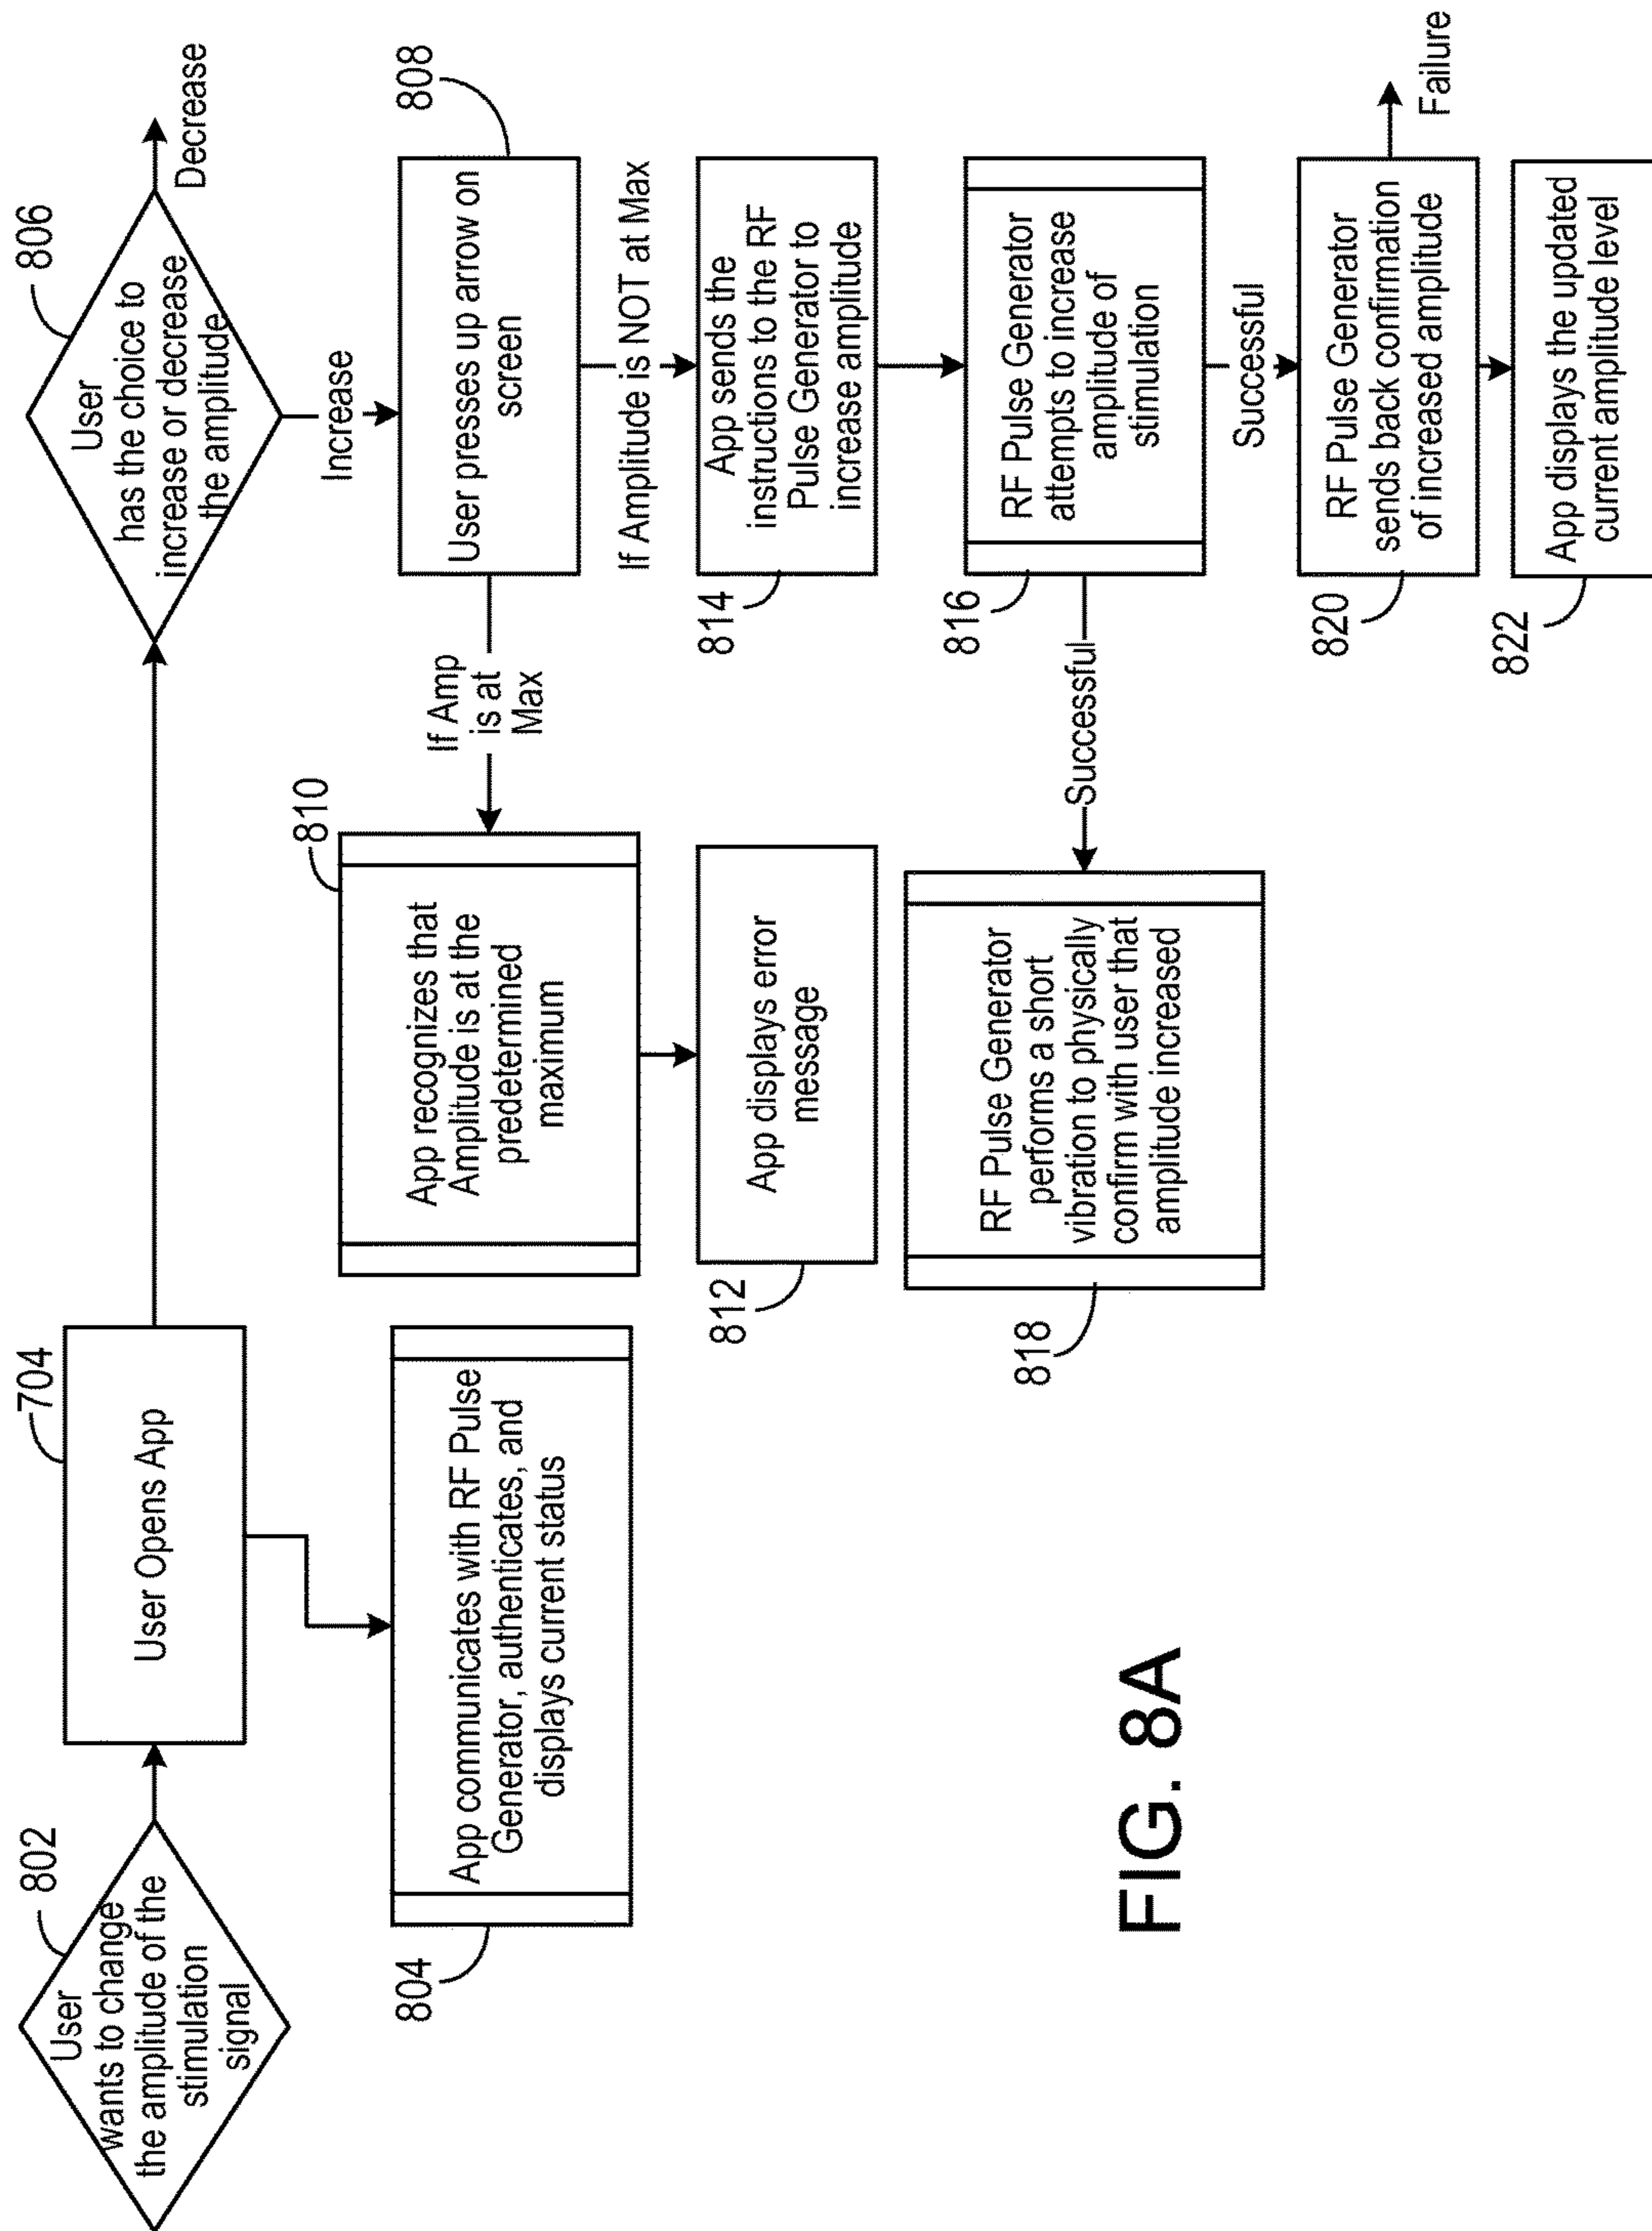 802
User
wants to change
the amplitude of the
stimulation
signal
704
User Opens App
804
App communicates with RF Pulse
Generator, authenticates, and
displays current status
806
User
has the choice to
increase or decrease
the amplitude
Decrease
Increase
808
User presses up arrow on
screen
If Amp
is at
Max
810
App recognizes that
Amplitude is at the
predetermined
maximum
812
App displays error
message
If Amplitude is NOT at Max
814
App sends the
instructions to the RF
Pulse Generator to
increase amplitude
816
RF Pulse Generator
attempts to increase
amplitude of
stimulation
Successful
818
RF Pulse Generator
performs a short
vibration to physically
confirm with user that
amplitude increased
Successful
820
RF Pulse Generator
sends back confirmation
of increased amplitude
Failure
822
App displays the updated
current amplitude level
FIG. 8A